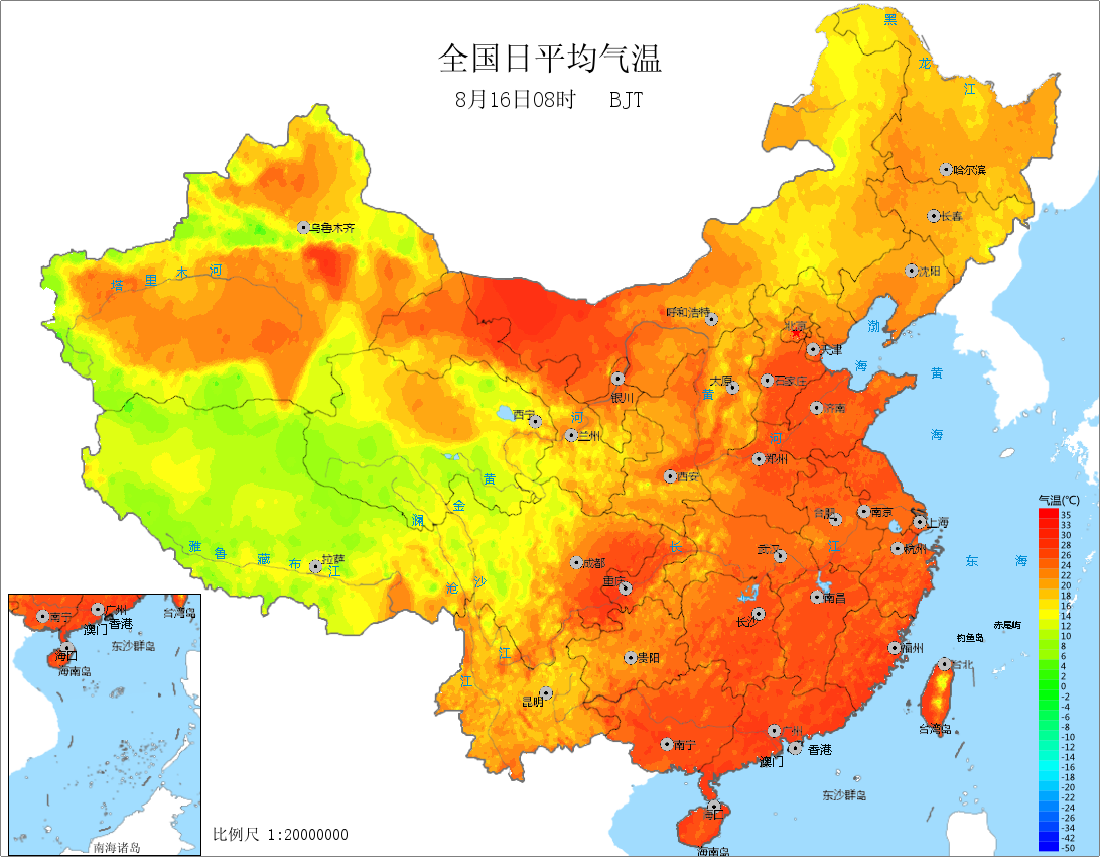 全国日平均气温
8月16日08时 BJT
黑
龙
江
哈尔滨
长春
沈阳
乌鲁木齐
塔
里
木
河
呼和浩特
北京
天津
渤
海
黄
海
银川
太原
石家庄
黄
济南
西宁
河
兰州
河
郑州
西安
黄
金
澜
合肥
南京
上海
雅
鲁
藏
布
江
拉萨
成都
长
武汉
江
杭州
东
海
重庆
沧
沙
南昌
长沙
赤尾屿
钓鱼岛
江
贵阳
福州
台北
江
昆明
台湾岛
南宁
广州
香港
澳门
东沙群岛
海口
海南岛
南宁
广州
台湾岛
香港
澳门
东沙群岛
海口
海南岛
南海诸岛
比例尺 1:20000000
气温(℃)
35
33
30
28
26
24
22
20
18
16
14
12
10
8
6
4
2
0
-2
-4
-6
-8
-10
-12
-14
-16
-18
-20
-22
-24
-26
-34
-42
-50